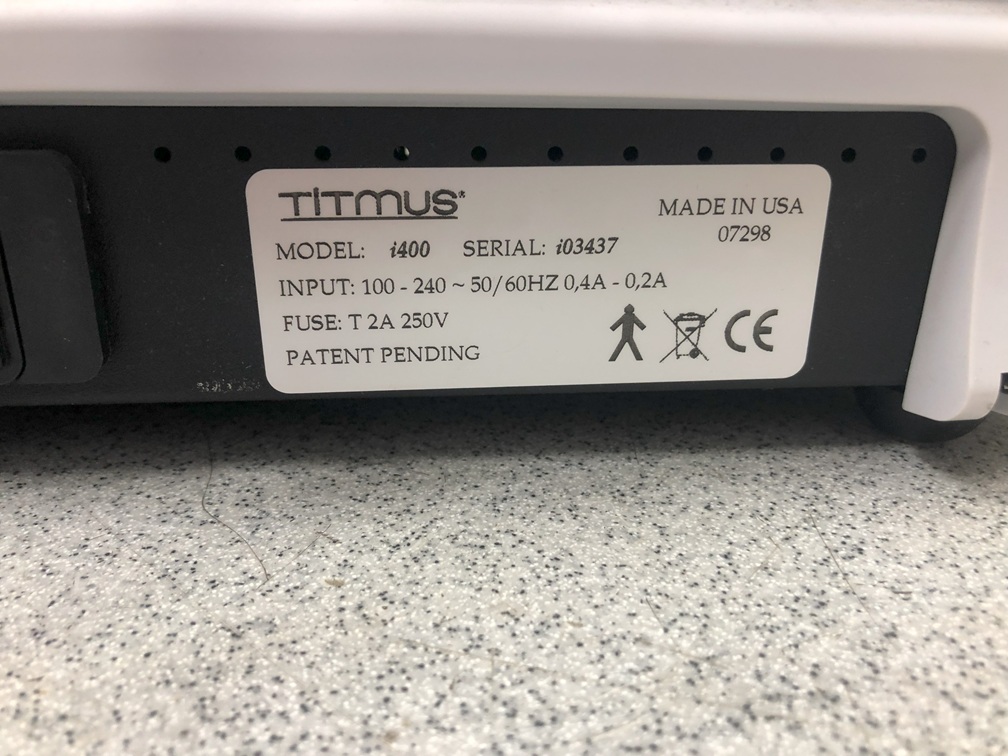 TITMUS®
MADE IN USA
07298
MODEL: i400 SERIAL: i03437
INPUT: 100 - 240 ~ 50/60HZ 0,4A - 0,2A
FUSE: T 2A 250V
PATENT PENDING
CE